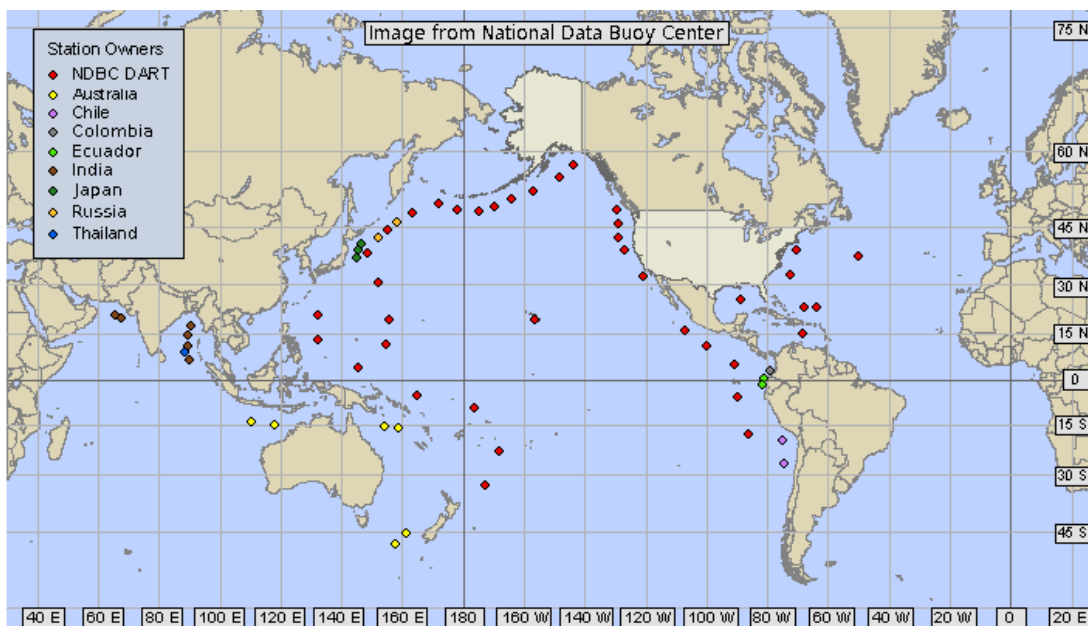 Image from National Data Buoy Center
Station Owners
NDBC DART
Australia
Chile
Colombia
Ecuador
India
Japan
Russia
Thailand
75 N
60 N
45 N
30 N
15 N
0
15 S
30 S
45 S
40 E 60 E 80 E 100 E 120 E 140 E 160 E 180 160 W 140 W 120 W 100 W 80 W 60 W 40 W 20 W 0 20 E